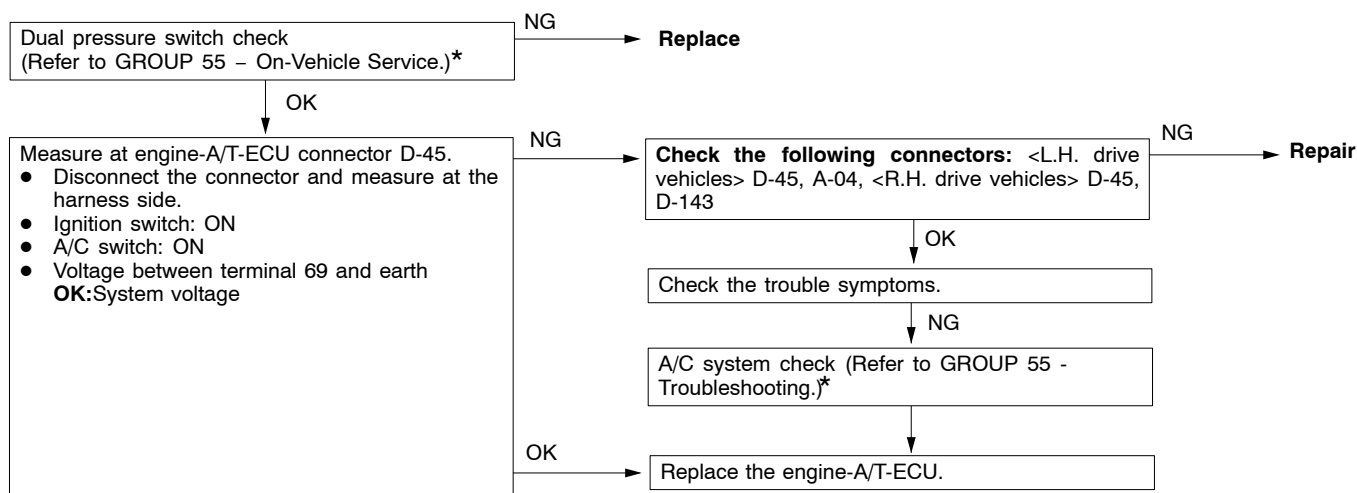 Dual pressure switch check
(Refer to GROUP 55 – On-Vehicle Service.)*
NG
Replace
OK
Measure at engine-A/T-ECU connector D-45.
● Disconnect the connector and measure at the
harness side.
● Ignition switch: ON
● A/C switch: ON
● Voltage between terminal 69 and earth
OK:System voltage
NG
Check the following connectors: <L.H. drive
vehicles> D-45, A-04, <R.H. drive vehicles> D-45,
D-143
NG
Repair
OK
Check the trouble symptoms.
NG
A/C system check (Refer to GROUP 55 -
Troubleshooting.)*
OK
Replace the engine-A/T-ECU.